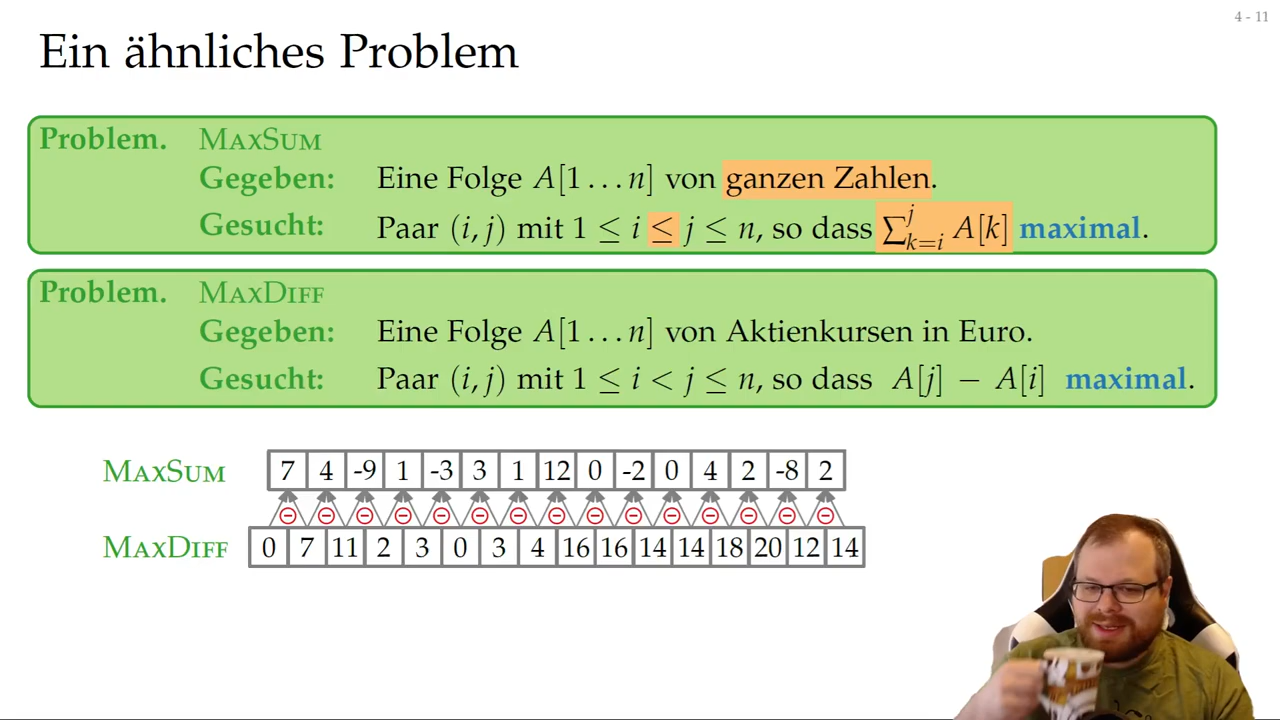 4 - 11
Ein ähnliches Problem
Problem. MaxSum
Gegeben: Eine Folge A[1 . . . n] von ganzen Zahlen.
Gesucht: Paar (i, j) mit 1 ≤ i ≤ j ≤ n, so dass ∑_{k=i}^{j} A[k] maximal.
Problem. MaxDiff
Gegeben: Eine Folge A[1 . . . n] von Aktienkursen in Euro.
Gesucht: Paar (i, j) mit 1 ≤ i < j ≤ n, so dass A[j] − A[i] maximal.
MaxSum 7 4 -9 1 -3 3 1 12 0 -2 0 4 2 -8 2
− − − − − − − − − − − − − − −
MaxDiff 0 7 11 2 3 0 3 4 16 16 14 14 18 20 12 14